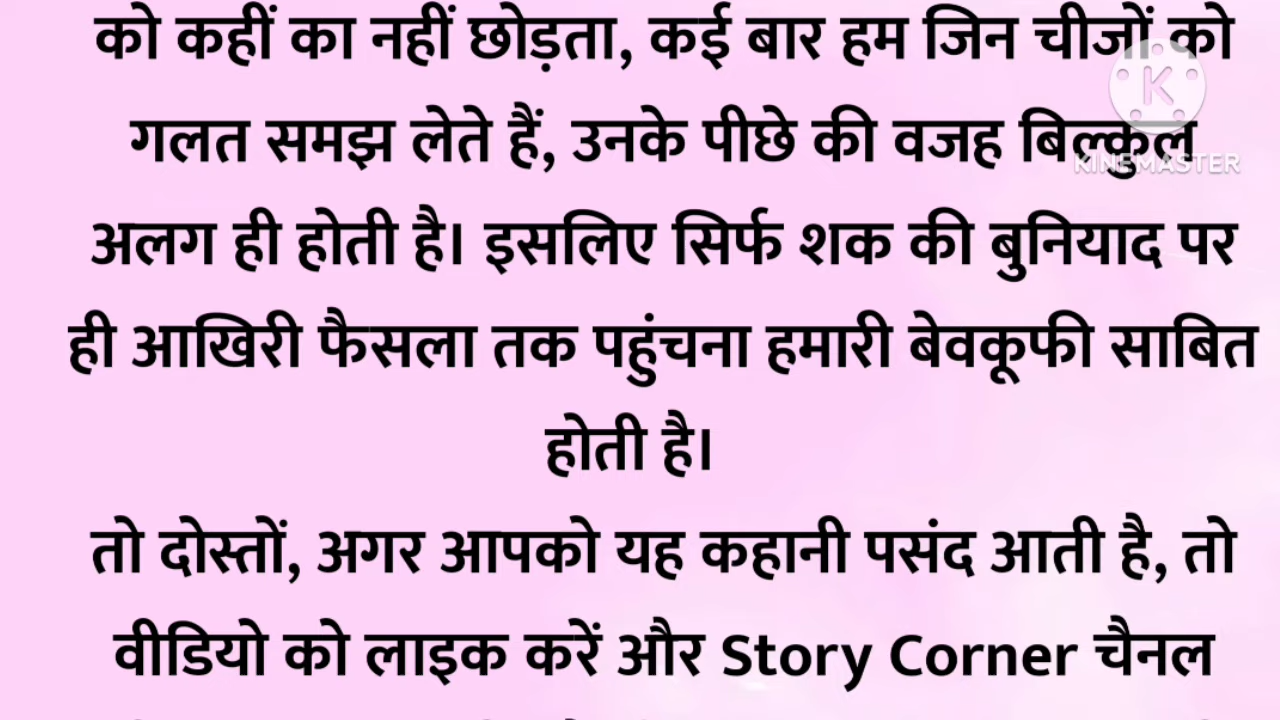 को कहीं का नहीं छोड़ता, कई बार हम जिन चीजों को
गलत समझ लेते हैं, उनके पीछे की वजह बिल्कुल
KINEMASTER
अलग ही होती है। इसलिए सिर्फ शक की बुनियाद पर
ही आखिरी फैसला तक पहुंचना हमारी बेवकूफी साबित
होती है।
तो दोस्तों, अगर आपको यह कहानी पसंद आती है, तो
वीडियो को लाइक करें और Story Corner चैनल